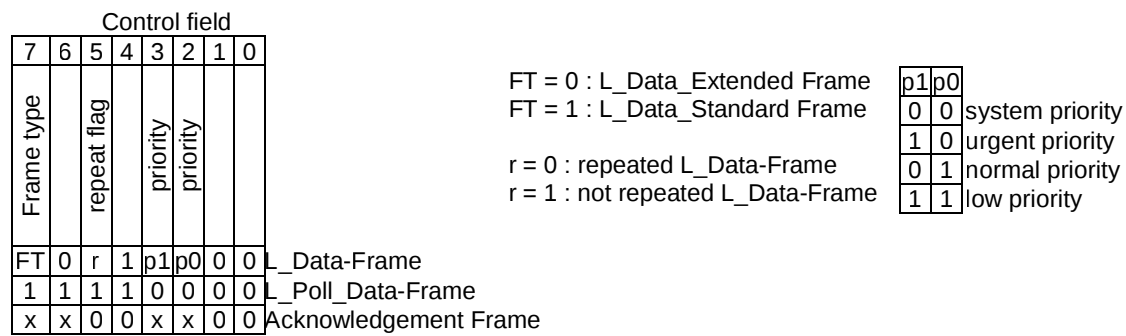 Control field
7 6 5 4 3 2 1 0
Frame type
repeat flag
priority
priority
FT 0 r 1 p1 p0 0 0 L_Data-Frame
1 1 1 1 0 0 0 0 L_Poll_Data-Frame
x x 0 0 x x 0 0 Acknowledgement Frame
FT = 0 : L_Data_Extended Frame
FT = 1 : L_Data_Standard Frame
r = 0 : repeated L_Data-Frame
r = 1 : not repeated L_Data-Frame
p1 p0
0 0 system priority
1 0 urgent priority
0 1 normal priority
1 1 low priority